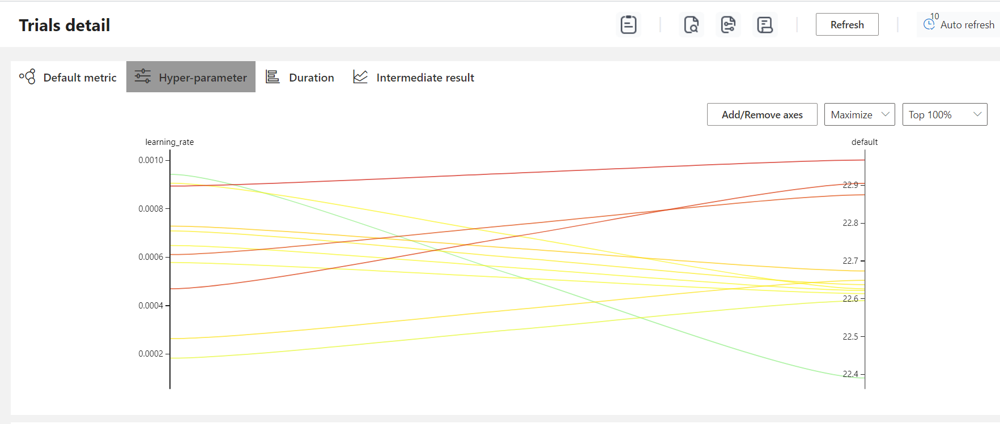 Trials detail
Refresh
10
Auto refresh
Default metric
Hyper-parameter
Duration
Intermediate result
Add/Remove axes
Maximize
Top 100%
learning_rate
default
0.0010
0.0008
0.0006
0.0004
0.0002
22.9
22.8
22.7
22.6
22.5
22.4